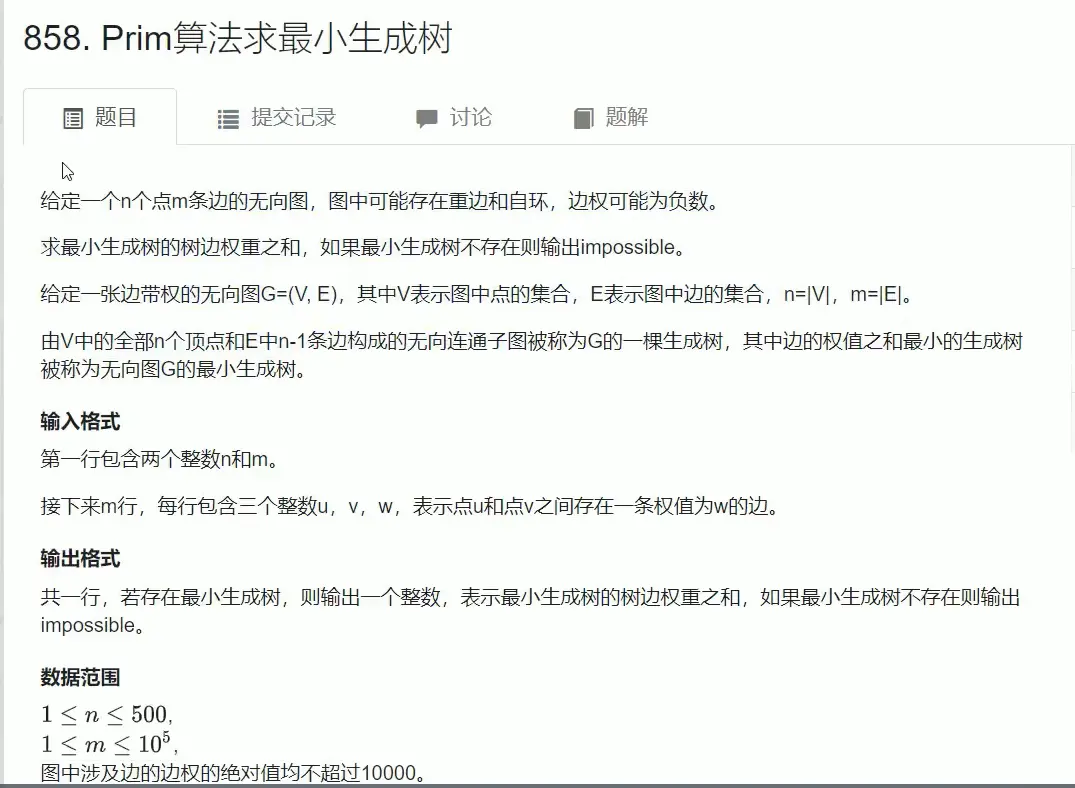 858. Prim算法求最小生成树
题目
提交记录
讨论
题解
给定一个n个点m条边的无向图，图中可能存在重边和自环，边权可能为负数。
求最小生成树的树边权重之和，如果最小生成树不存在则输出impossible。
给定一张边带权的无向图G=(V, E)，其中V表示图中点的集合，E表示图中边的集合，n=|V|，m=|E|。
由V中的全部n个顶点和E中n-1条边构成的无向连通子图被称为G的一棵生成树，其中边的权值之和最小的生成树
被称为无向图G的最小生成树。
输入格式
第一行包含两个整数n和m。
接下来m行，每行包含三个整数u，v，w，表示点u和点v之间存在一条权值为w的边。
输出格式
共一行，若存在最小生成树，则输出一个整数，表示最小生成树的树边权重之和，如果最小生成树不存在则输出
impossible。
数据范围
1 ≤ n ≤ 500,
1 ≤ m ≤ 10⁵,
图中涉及边的边权的绝对值均不超过10000。